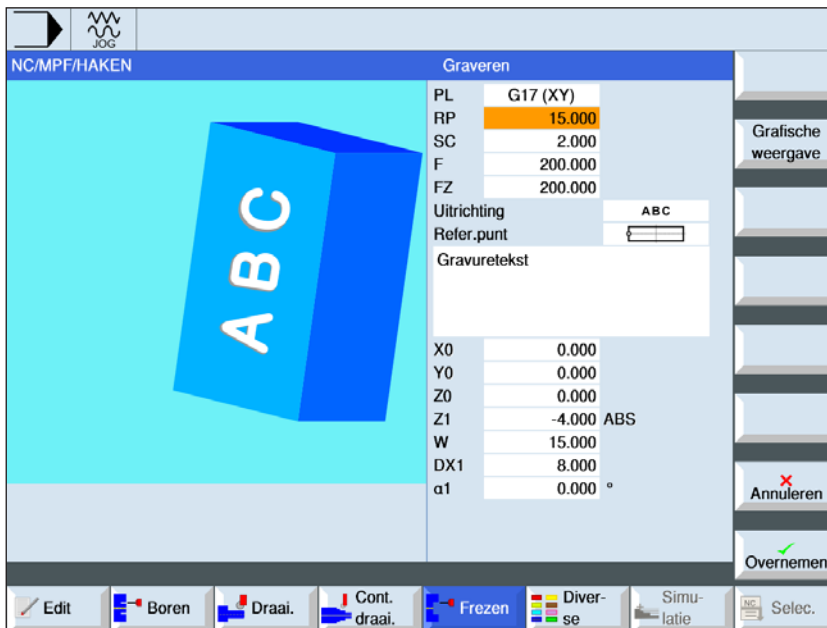 JOG
NC/MPF/HAKEN
Graveren
PL G17 (XY)
RP 15.000
SC 2.000
F 200.000
FZ 200.000
Uitrichting ABC
Refer.punt
Gravuretekst
X0 0.000
Y0 0.000
Z0 0.000
Z1 -4.000 ABS
W 15.000
DX1 8.000
α1 0.000 °
ABC
Grafische
weergave
Annuleren
Overnemen
Edit
Boren
Draai.
Cont.
draai.
Frezen
Diver-
se
Simu-
latie
NC
Selec.